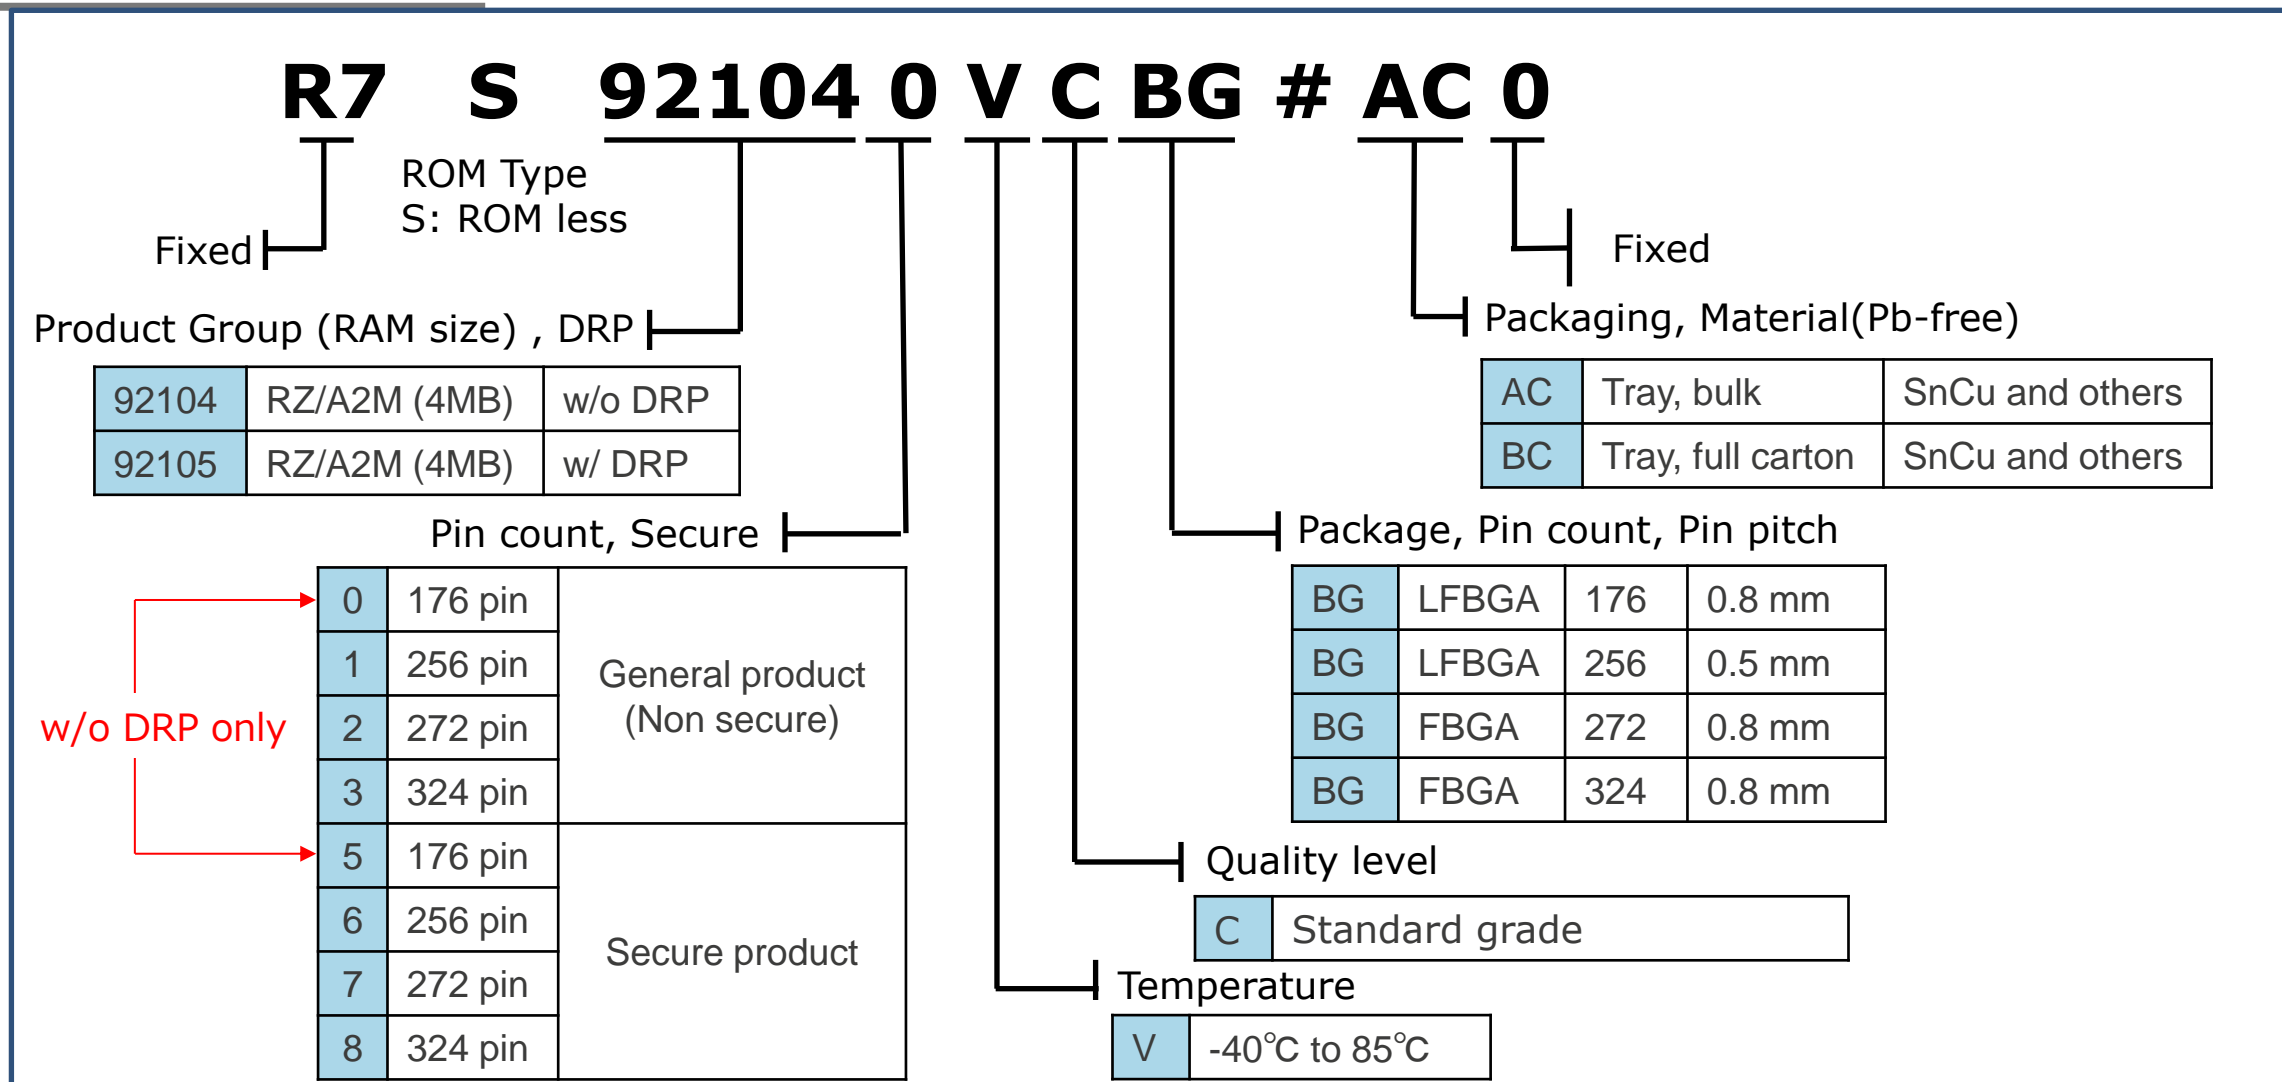 R7 S 92104 0 V C BG # AC 0
ROM Type
S: ROM less
Fixed
Product Group (RAM size) , DRP
92104 RZ/A2M (4MB) w/o DRP
92105 RZ/A2M (4MB) w/ DRP
Pin count, Secure
0 176 pin
1 256 pin
2 272 pin
3 324 pin
General product
(Non secure)
5 176 pin
6 256 pin
7 272 pin
8 324 pin
Secure product
w/o DRP only
Fixed
Packaging, Material(Pb-free)
AC Tray, bulk SnCu and others
BC Tray, full carton SnCu and others
Package, Pin count, Pin pitch
BG LFBGA 176 0.8 mm
BG LFBGA 256 0.5 mm
BG FBGA 272 0.8 mm
BG FBGA 324 0.8 mm
Quality level
C Standard grade
Temperature
V -40℃ to 85℃